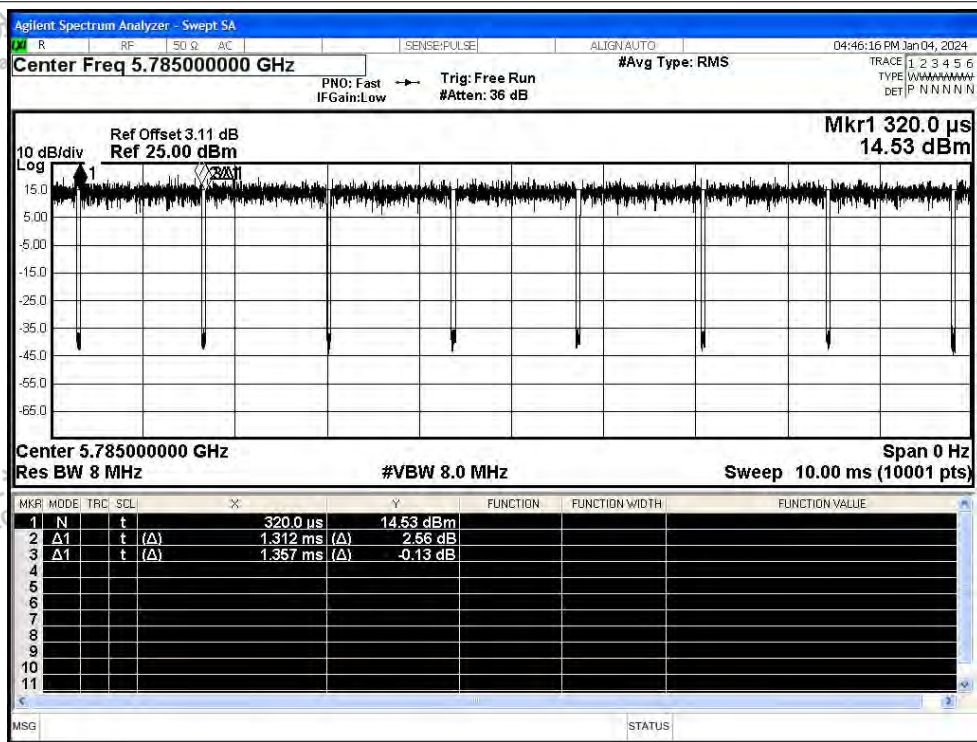 Agilent Spectrum Analyzer - Swept SA
R RF 50 Ω AC SENSE:PULSE ALIGN AUTO 04:46:16 PM Jan 04, 2024
Center Freq 5.785000000 GHz #Avg Type: RMS TRACE 1 2 3 4 5 6
PNO: Fast Trig: Free Run TYPE WWWWWW
IFGain:Low #Atten: 36 dB DET P N N N N N
Mkr1 320.0 µs
Ref Offset 3.11 dB
10 dB/div Ref 25.00 dBm 14.53 dBm
Log
1
15.0
5.00
-5.00
-15.0
-25.0
-35.0
-45.0
-55.0
-65.0
Center 5.785000000 GHz Span 0 Hz
Res BW 8 MHz #VBW 8.0 MHz Sweep 10.00 ms (10001 pts)
MKR MODE TRC SCL X Y FUNCTION FUNCTION WIDTH FUNCTION VALUE
1 N t 320.0 µs 14.53 dBm
2 Δ1 t (Δ) 1.312 ms (Δ) 2.56 dB
3 Δ1 t (Δ) 1.357 ms (Δ) -0.13 dB
4
5
6
7
8
9
10
11
MSG STATUS